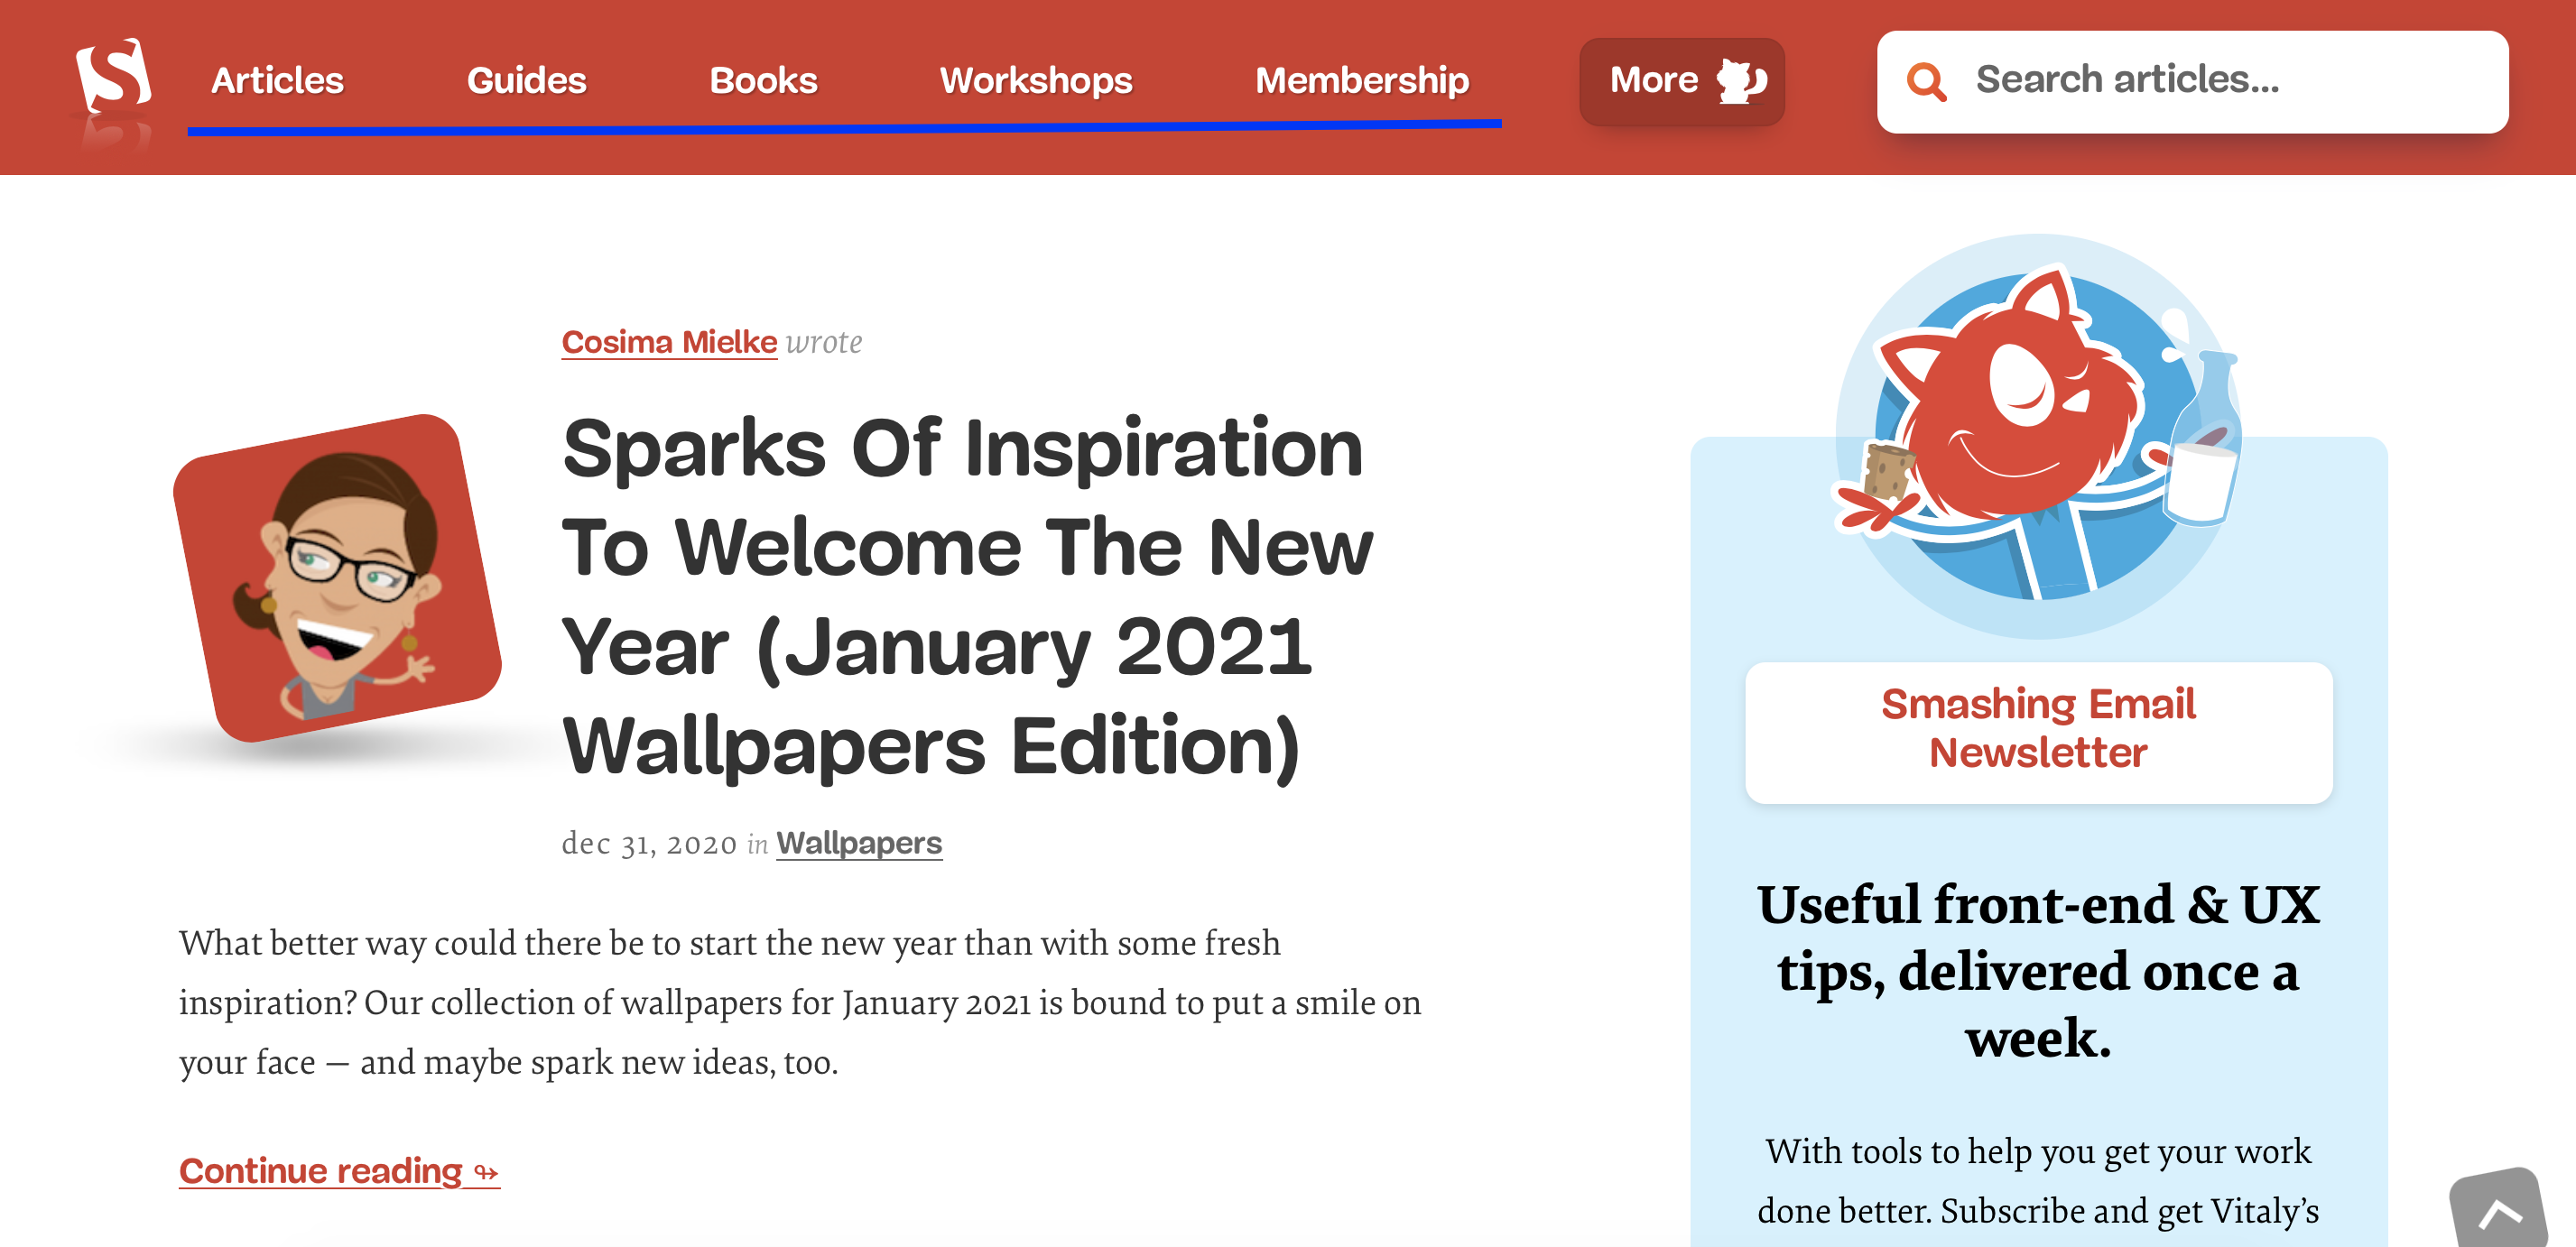 S
Articles Guides Books Workshops Membership More Search articles...
Cosima Mielke wrote
Sparks Of Inspiration
To Welcome The New
Year (January 2021
Wallpapers Edition)
dec 31, 2020 in Wallpapers
What better way could there be to start the new year than with some fresh
inspiration? Our collection of wallpapers for January 2021 is bound to put a smile on
your face — and maybe spark new ideas, too.
Continue reading ↬
Smashing Email
Newsletter
Useful front-end & UX
tips, delivered once a
week.
With tools to help you get your work
done better. Subscribe and get Vitaly’s